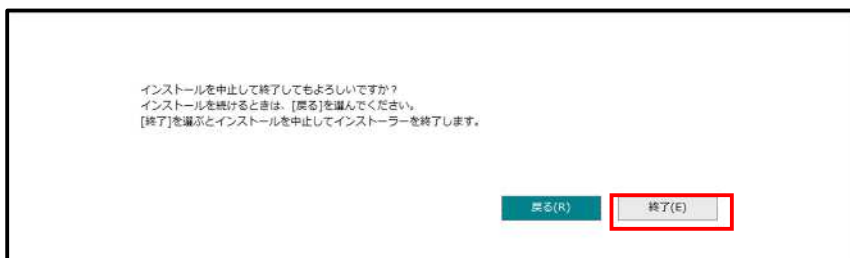 インストールを中止して終了してもよろしいですか？
インストールを続けるときは、[戻る]を選んでください。
[終了]を選ぶとインストールを中止してインストーラーを終了します。
戻る(R)
終了(E)